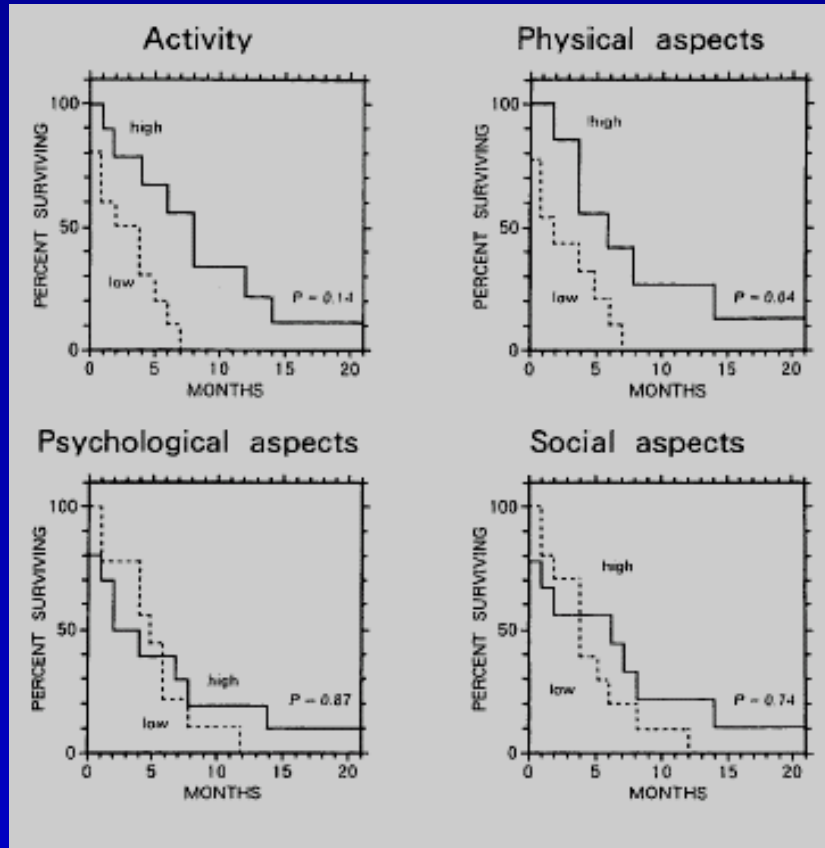 Activity
PERCENT SURVIVING
100
50
0
high
low
P = 0.14
0 5 10 15 20
MONTHS
Physical aspects
PERCENT SURVIVING
100
50
0
high
low
P = 0.04
0 5 10 15 20
MONTHS
Psychological aspects
PERCENT SURVIVING
100
50
0
high
low
P = 0.87
0 5 10 15 20
MONTHS
Social aspects
PERCENT SURVIVING
100
50
0
high
low
P = 0.74
0 5 10 15 20
MONTHS